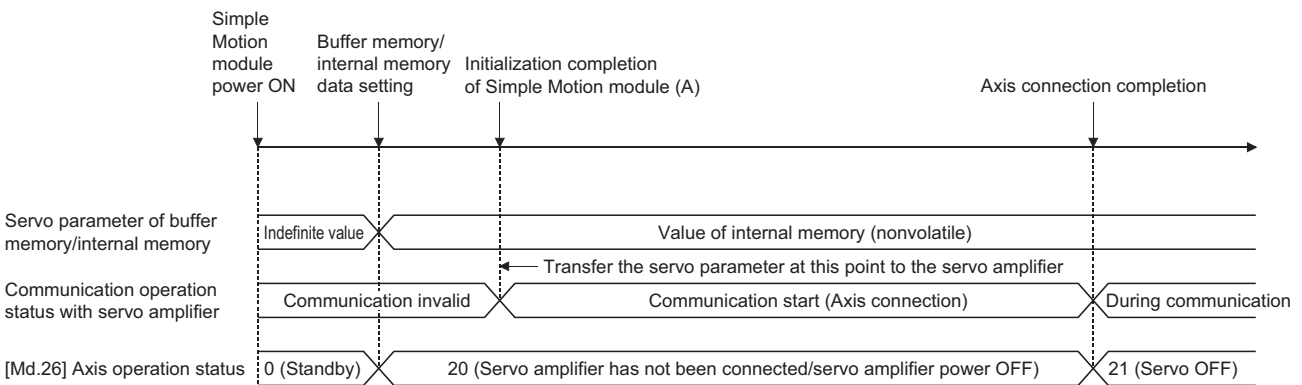 Simple
Motion
module
power ON
Buffer memory/
internal memory
data setting
Initialization completion
of Simple Motion module (A)
Axis connection completion
Servo parameter of buffer
memory/internal memory
Indefinite value
Value of internal memory (nonvolatile)
Transfer the servo parameter at this point to the servo amplifier
Communication operation
status with servo amplifier
Communication invalid
Communication start (Axis connection)
During communication
[Md.26] Axis operation status
0 (Standby)
20 (Servo amplifier has not been connected/servo amplifier power OFF)
21 (Servo OFF)